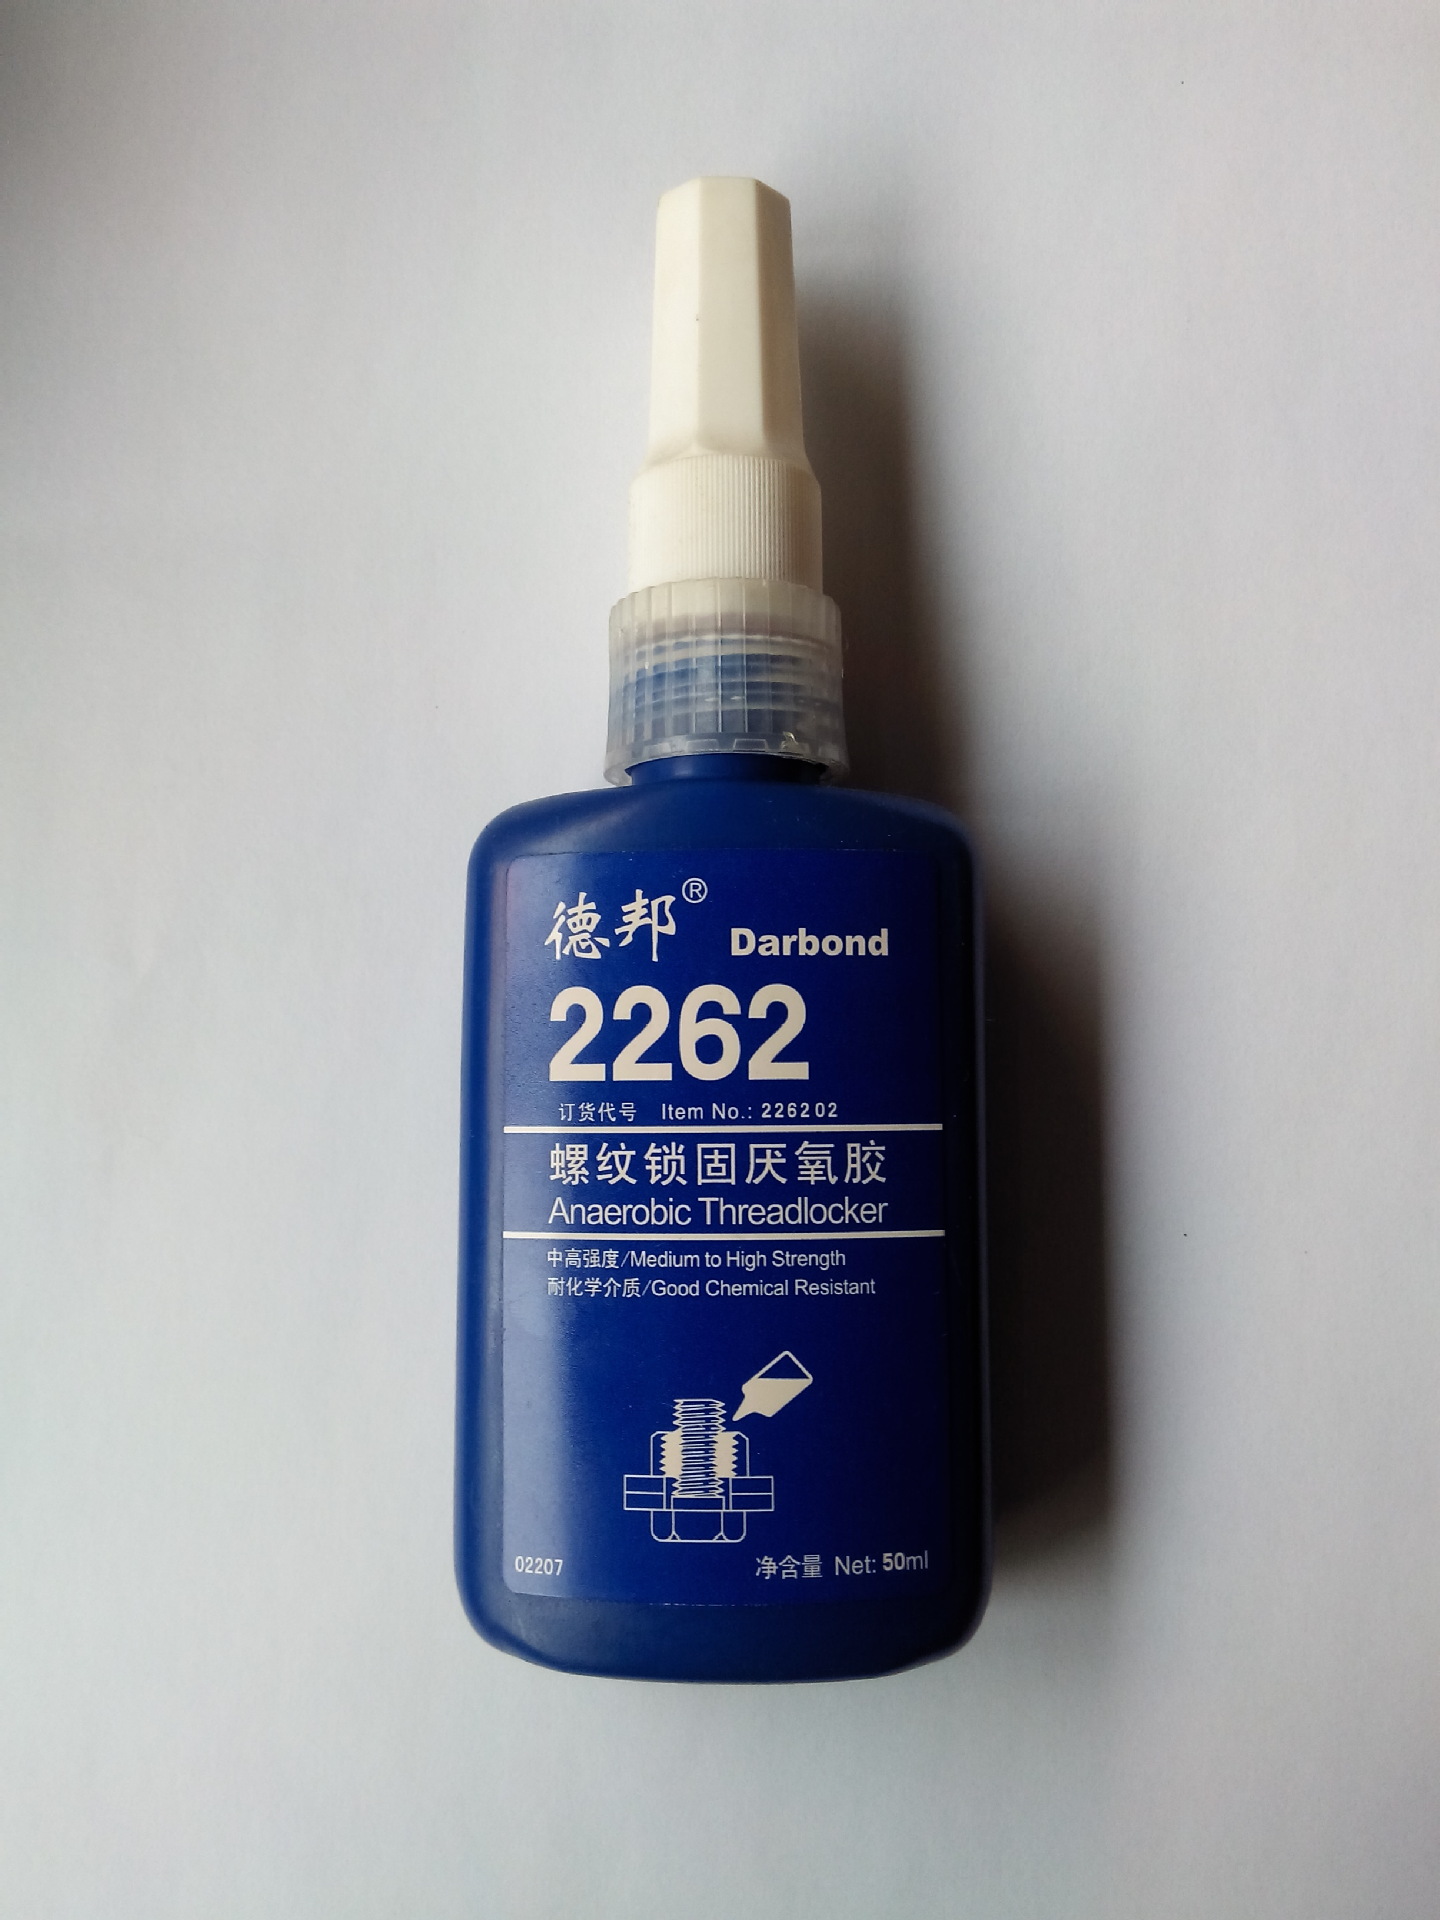 德邦® Darbond
2262
订货代号 Item No.: 226202
螺纹锁固厌氧胶
Anaerobic Threadlocker
中高强度/Medium to High Strength
耐化学介质/Good Chemical Resistant
02207 净含量 Net: 50ml